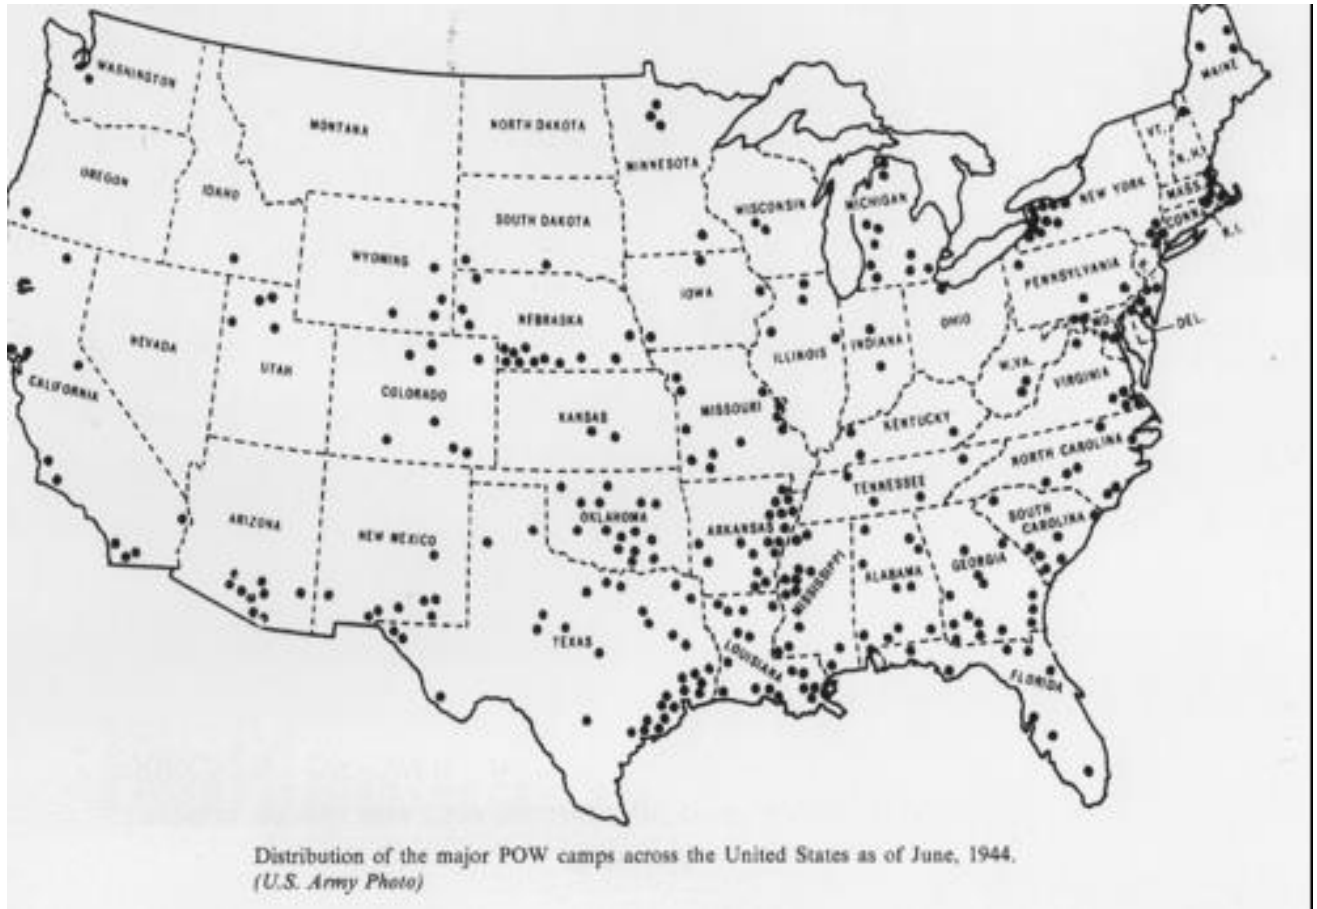 WASHINGTON
MONTANA
NORTH DAKOTA
MINNESOTA
MAINE
VT.
N.H.
OREGON
IDAHO
SOUTH DAKOTA
WISCONSIN
MICHIGAN
NEW YORK
MASS.
CONN.
R.I.
WYOMING
NEBRASKA
IOWA
PENNSYLVANIA
NEVADA
UTAH
COLORADO
ILLINOIS
INDIANA
OHIO
DEL.
CALIFORNIA
KANSAS
MISSOURI
W.VA.
VIRGINIA
KENTUCKY
NORTH CAROLINA
ARIZONA
NEW MEXICO
OKLAHOMA
ARKANSAS
TENNESSEE
SOUTH
CAROLINA
MISSISSIPPI
ALABAMA
GEORGIA
TEXAS
LOUISIANA
FLORIDA
Distribution of the major POW camps across the United States as of June, 1944.
(U.S. Army Photo)